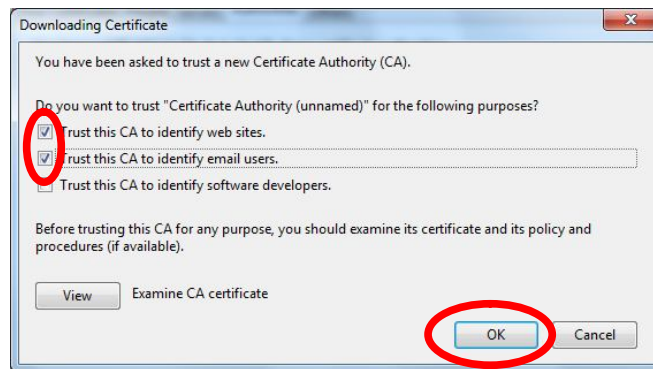 Downloading Certificate
You have been asked to trust a new Certificate Authority (CA).
Do you want to trust "Certificate Authority (unnamed)" for the following purposes?
Trust this CA to identify web sites.
Trust this CA to identify email users.
Trust this CA to identify software developers.
Before trusting this CA for any purpose, you should examine its certificate and its policy and
procedures (if available).
View Examine CA certificate
OK Cancel